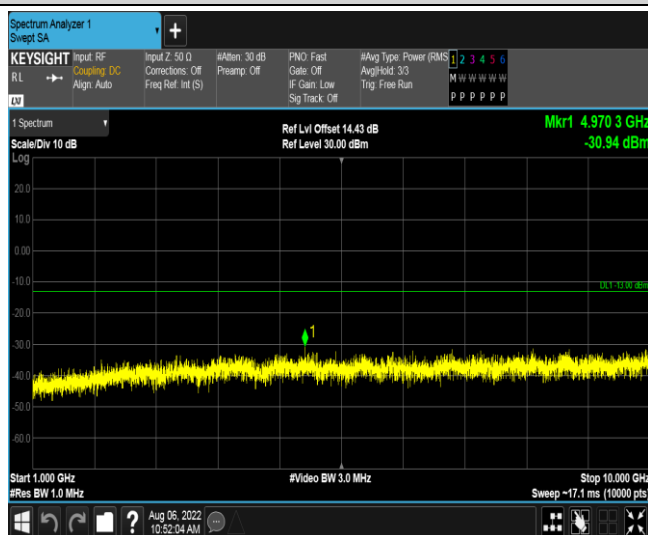 Spectrum Analyzer 1
Swept SA
+
KEYSIGHT
RL
LXI
Input: RF
Coupling: DC
Align: Auto
Input Z: 50 Ω
Corrections: Off
Freq Ref: Int (S)
#Atten: 30 dB
Preamp: Off
PNO: Fast
Gate: Off
IF Gain: Low
Sig Track: Off
#Avg Type: Power (RMS
Avg|Hold: 3/3
Trig: Free Run
1 2 3 4 5 6
M W W W W W
P P P P P P
1 Spectrum
Scale/Div 10 dB
Log
Ref Lvl Offset 14.43 dB
Ref Level 30.00 dBm
Mkr1 4.970 3 GHz
-30.94 dBm
20.0
10.0
0.00
-10.0
-20.0
-30.0
-40.0
-50.0
-60.0
DL1 -13.00 dBm
1
Start 1.000 GHz
#Res BW 1.0 MHz
#Video BW 3.0 MHz
Stop 10.000 GHz
Sweep ~17.1 ms (10000 pts)
?
Aug 06, 2022
10:52:04 AM